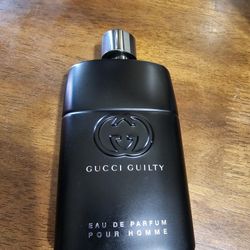 GUCCI GUILTY
EAU DE PARFUM
POUR HOMME